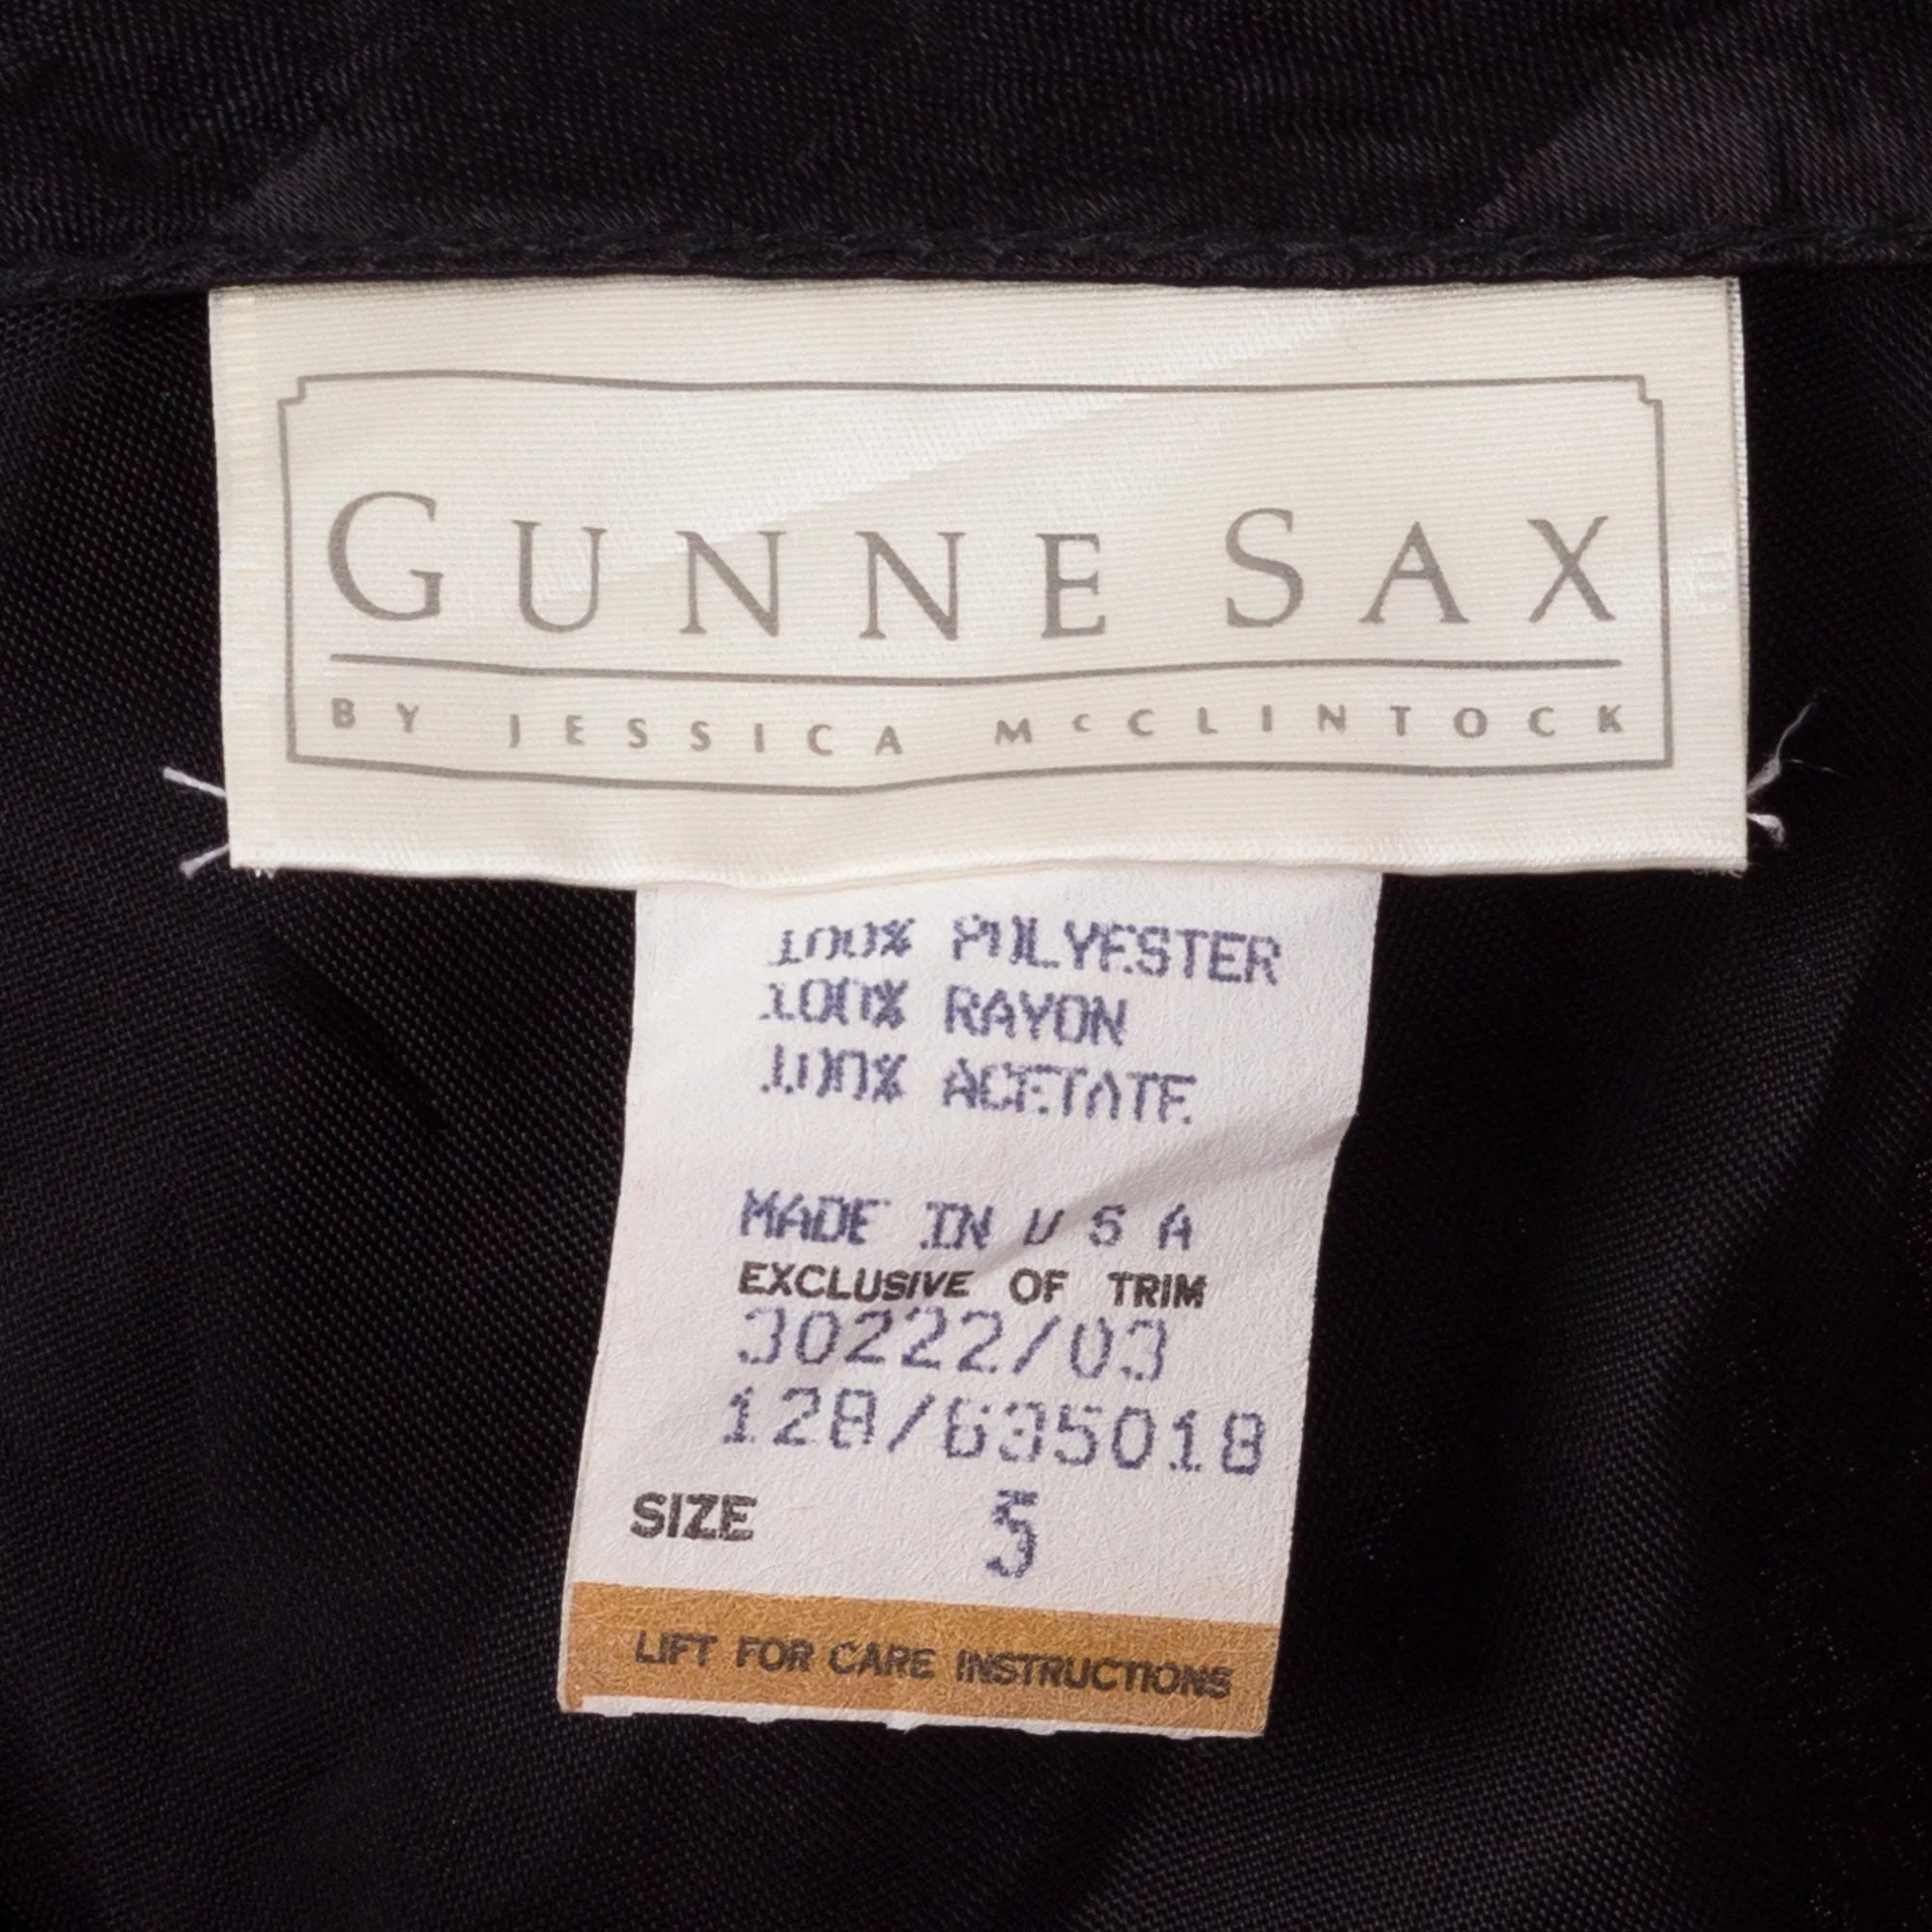 GUNNE SAX
BY JESSICA McCLINTOCK
100% POLYESTER
100% RAYON
100% ACETATE
MADE IN U S A
EXCLUSIVE OF TRIM
30222/03
128/635018
SIZE 5
LIFT FOR CARE INSTRUCTIONS